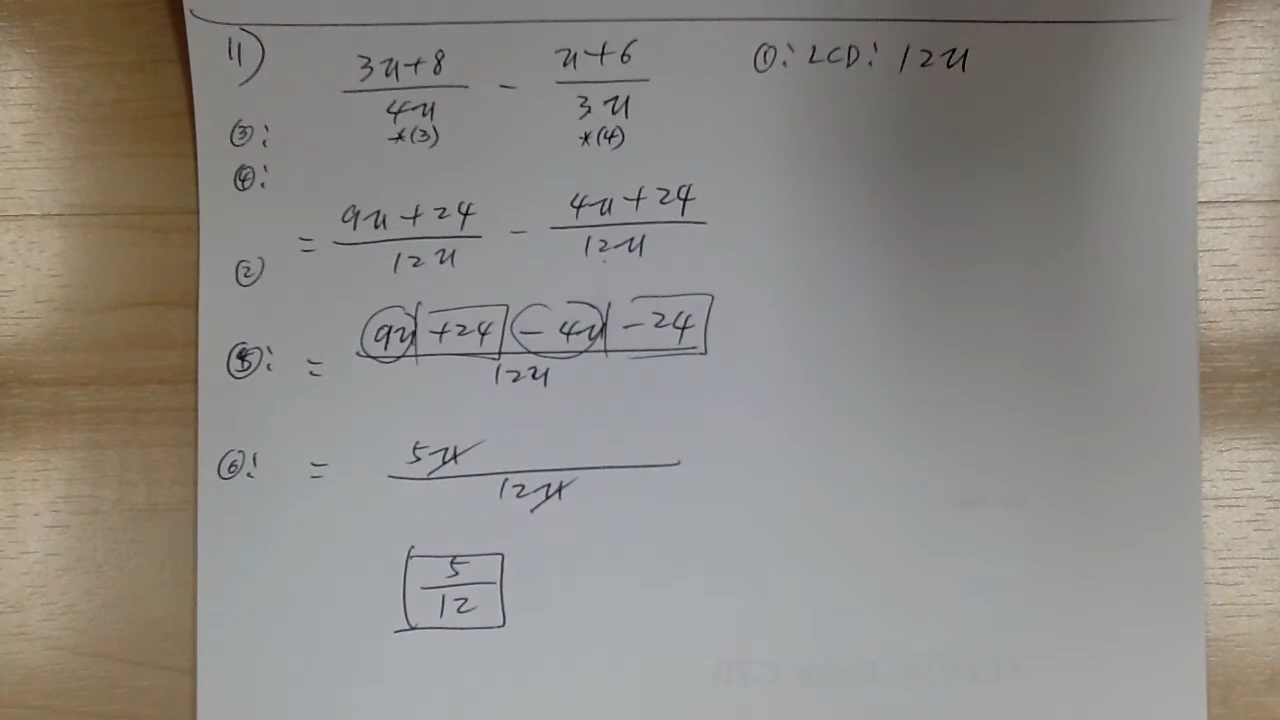 11) (3x+8)/(4x) - (x+6)/(3x) ①: LCD: 12x
③: *(3) *(4)
④:
② = (9x+24)/(12x) - (4x+24)/(12x)
⑤: = (9x+24-4x-24)/(12x)
⑥: = 5x/12x
5/12